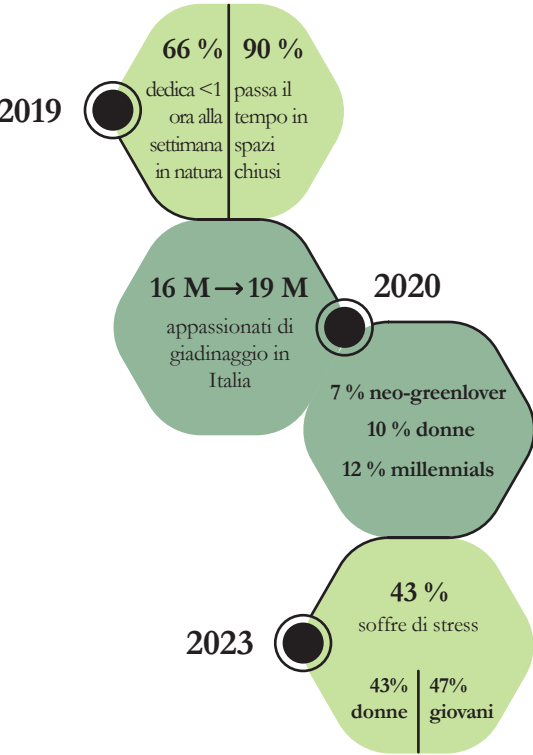 66 %
dedica <1
ora alla
settimana
in natura
90 %
passa il
tempo in
spazi
chiusi
2019
16 M → 19 M
appassionati di
giadinaggio in
Italia
2020
7 % neo-greenlover
10 % donne
12 % millennials
43 %
soffre di stress
2023
43%
donne
47%
giovani